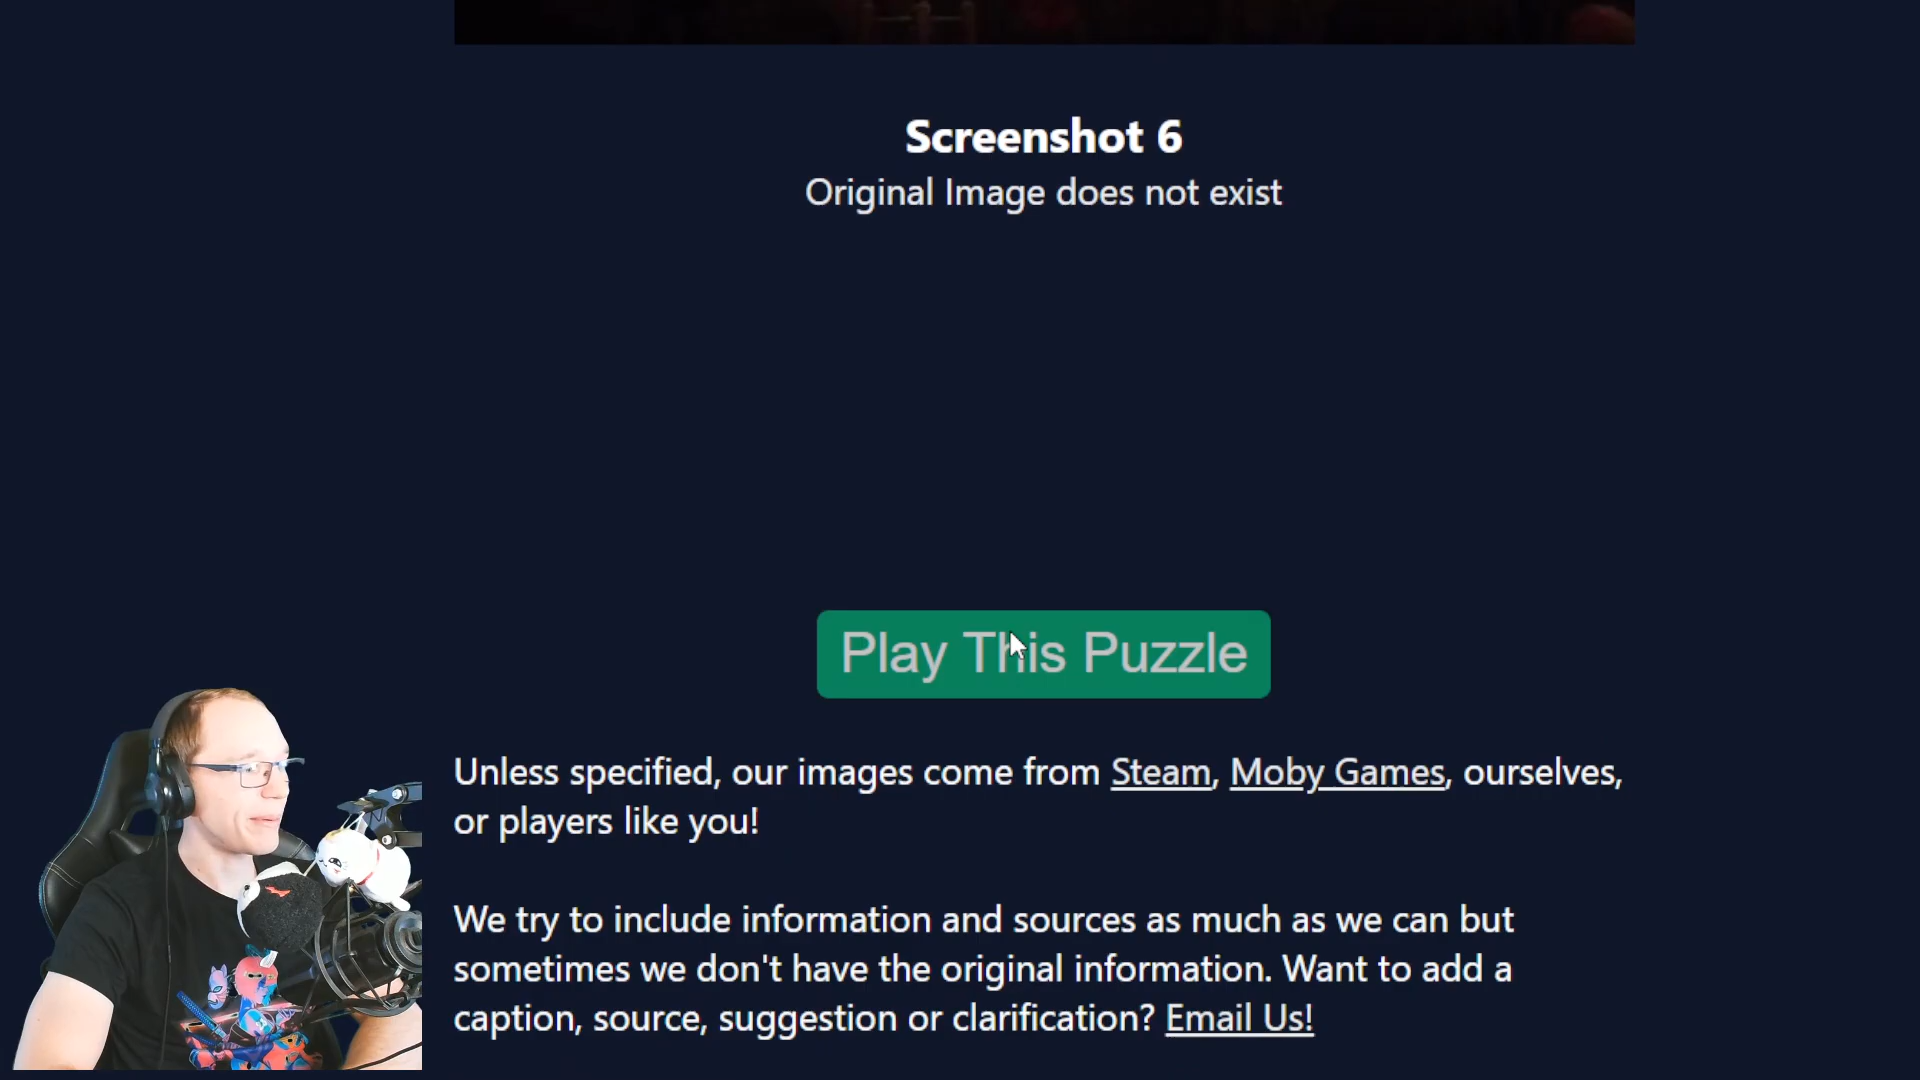 Screenshot 6
Original Image does not exist
Play This Puzzle
Unless specified, our images come from Steam, Moby Games, ourselves,
or players like you!
We try to include information and sources as much as we can but
sometimes we don't have the original information. Want to add a
caption, source, suggestion or clarification? Email Us!